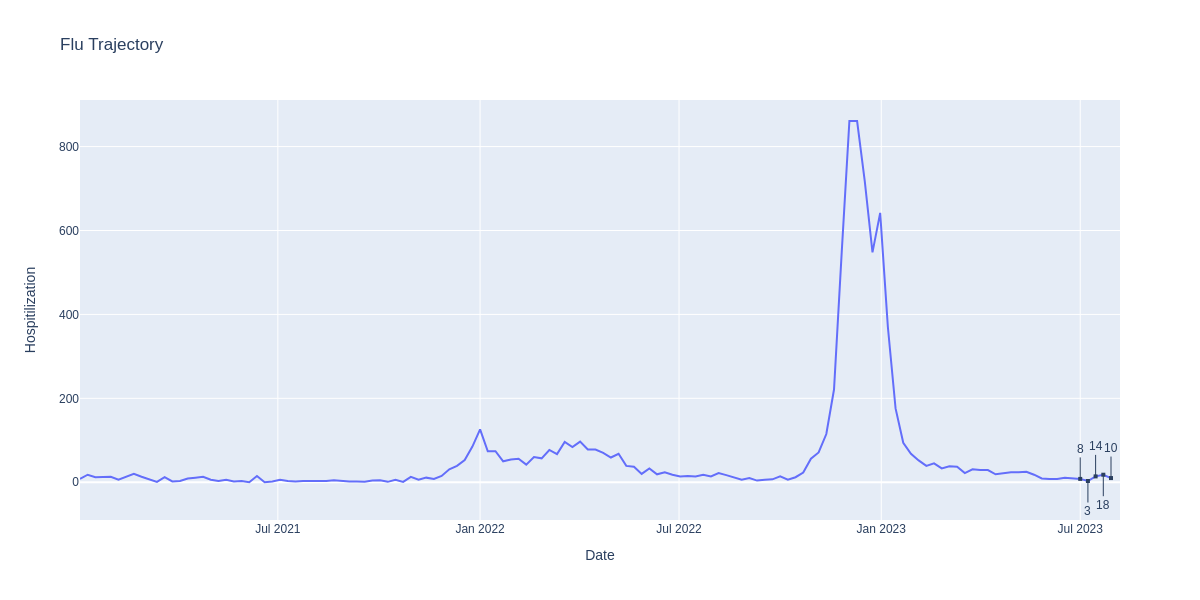 Flu Trajectory
Hospitilization
800
600
400
200
0
8
14
10
3
18
Jul 2021
Jan 2022
Jul 2022
Jan 2023
Jul 2023
Date